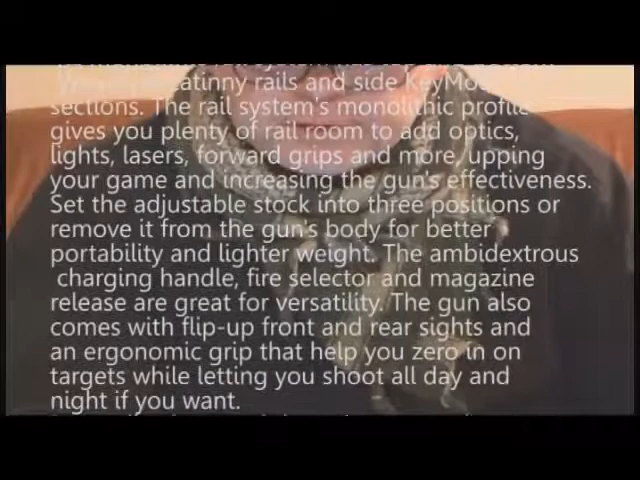 Picatinny rails and side KeyMod
sections. The rail system's monolithic profile
gives you plenty of rail room to add optics,
lights, lasers, forward grips and more, upping
your game and increasing the gun's effectiveness.
Set the adjustable stock into three positions or
remove it from the gun's body for better
portability and lighter weight. The ambidextrous
charging handle, fire selector and magazine
release are great for versatility. The gun also
comes with flip-up front and rear sights and
an ergonomic grip that help you zero in on
targets while letting you shoot all day and
night if you want.